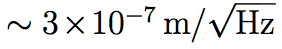 ∼ 3 × 10⁻⁷ m/√Hz